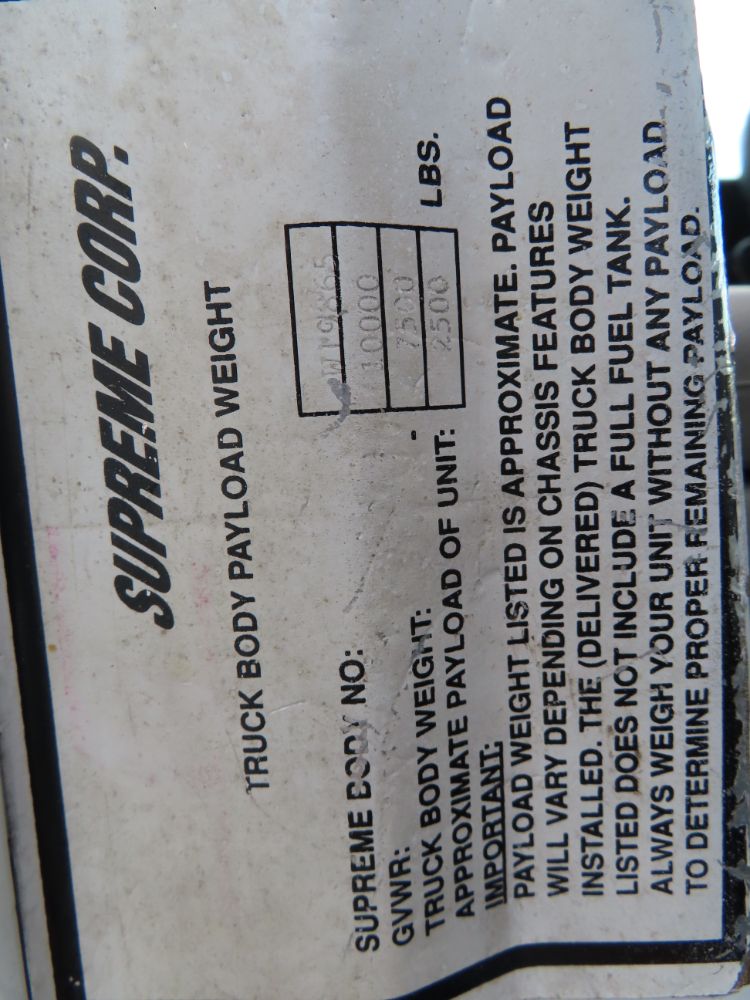 SUPREME CORP.
TRUCK BODY PAYLOAD WEIGHT
SUPREME BODY NO:
GVWR: 10000
TRUCK BODY WEIGHT: 7500
APPROXIMATE PAYLOAD OF UNIT: 2500 LBS.
IMPORTANT:
PAYLOAD WEIGHT LISTED IS APPROXIMATE. PAYLOAD
WILL VARY DEPENDING ON CHASSIS FEATURES
INSTALLED. THE (DELIVERED) TRUCK BODY WEIGHT
LISTED DOES NOT INCLUDE A FULL FUEL TANK.
ALWAYS WEIGH YOUR UNIT WITHOUT ANY PAYLOAD
TO DETERMINE PROPER REMAINING PAYLOAD.